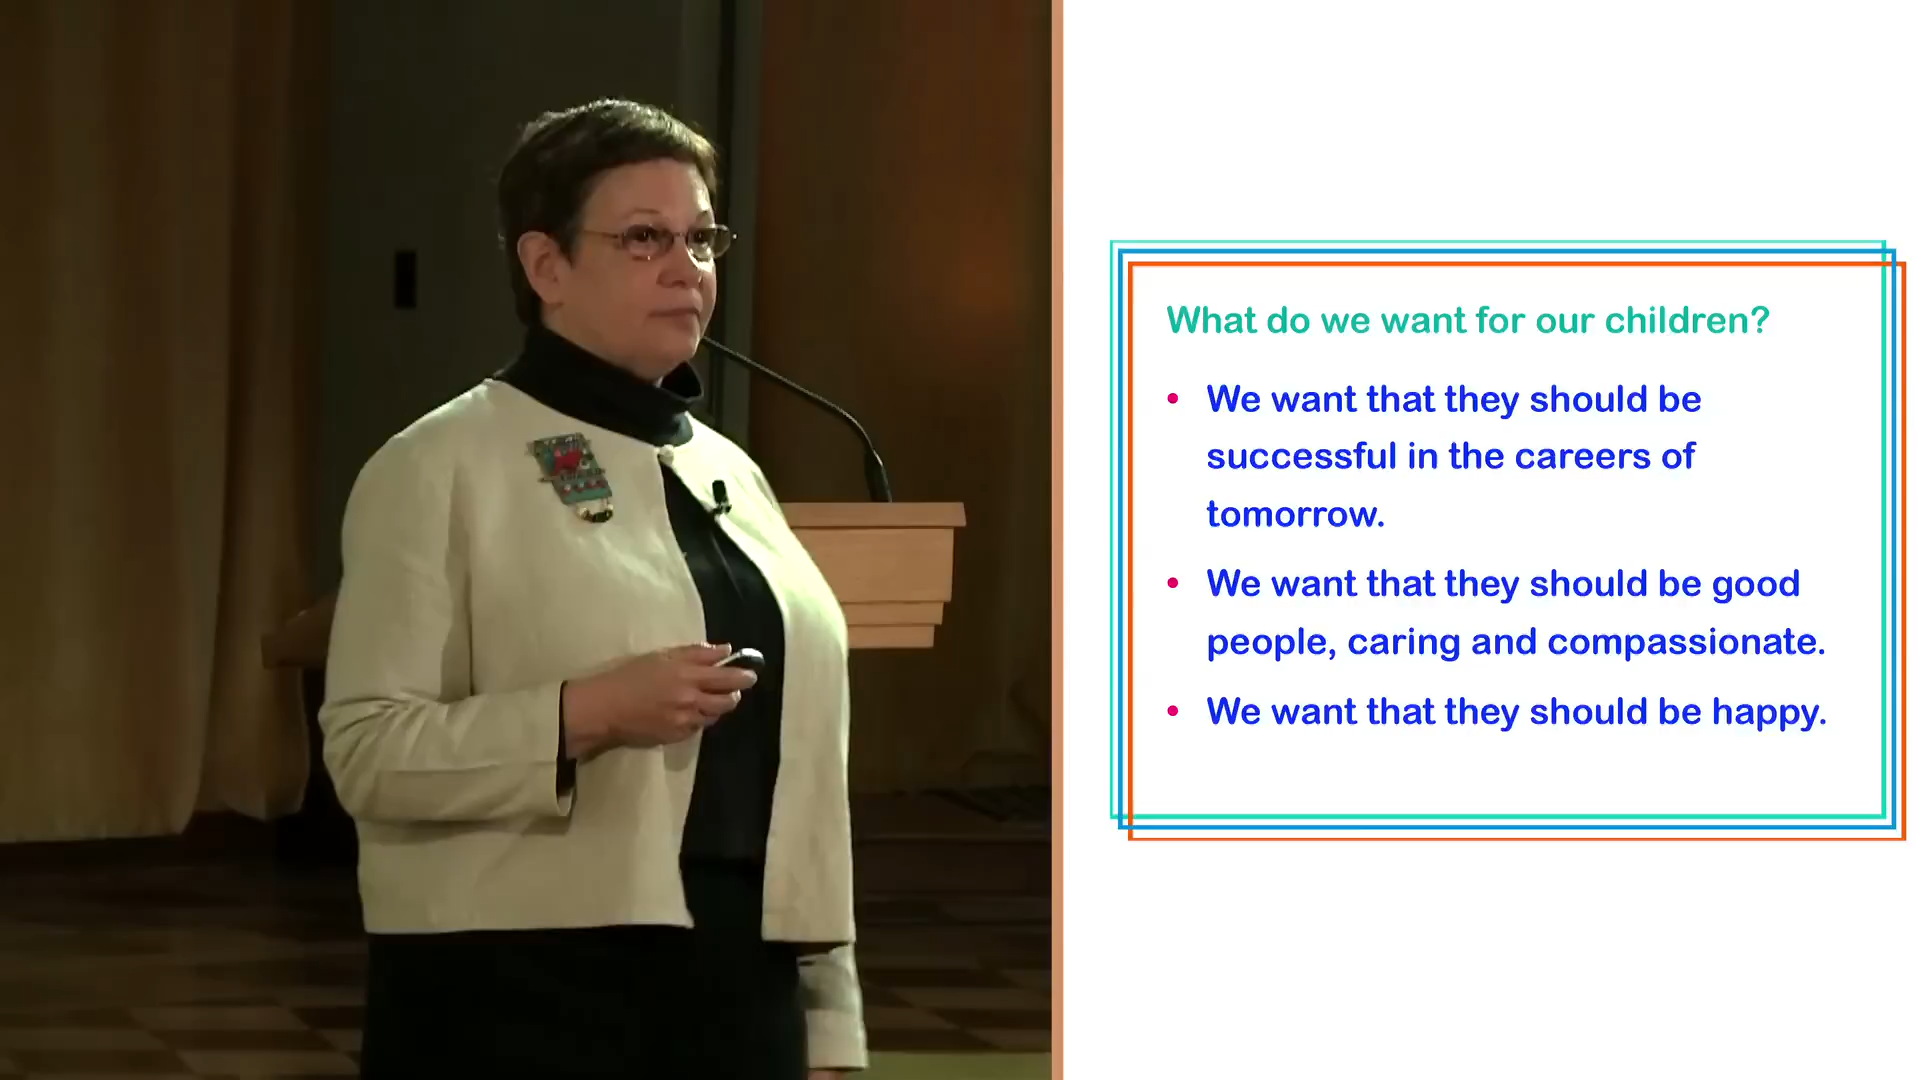 What do we want for our children?
• We want that they should be
successful in the careers of
tomorrow.
• We want that they should be good
people, caring and compassionate.
• We want that they should be happy.